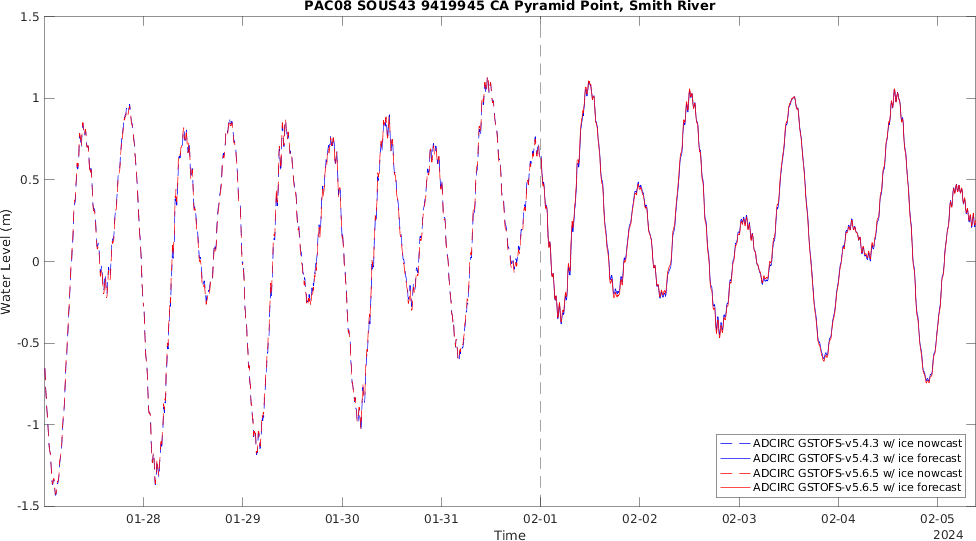 PAC08 SOUS43 9419945 CA Pyramid Point, Smith River
1.5
1
0.5
0
-0.5
-1
-1.5
Water Level (m)
ADCIRC GSTOFS-v5.4.3 w/ ice nowcast
ADCIRC GSTOFS-v5.4.3 w/ ice forecast
ADCIRC GSTOFS-v5.6.5 w/ ice nowcast
ADCIRC GSTOFS-v5.6.5 w/ ice forecast
01-28 01-29 01-30 01-31 02-01 02-02 02-03 02-04 02-05
Time 2024